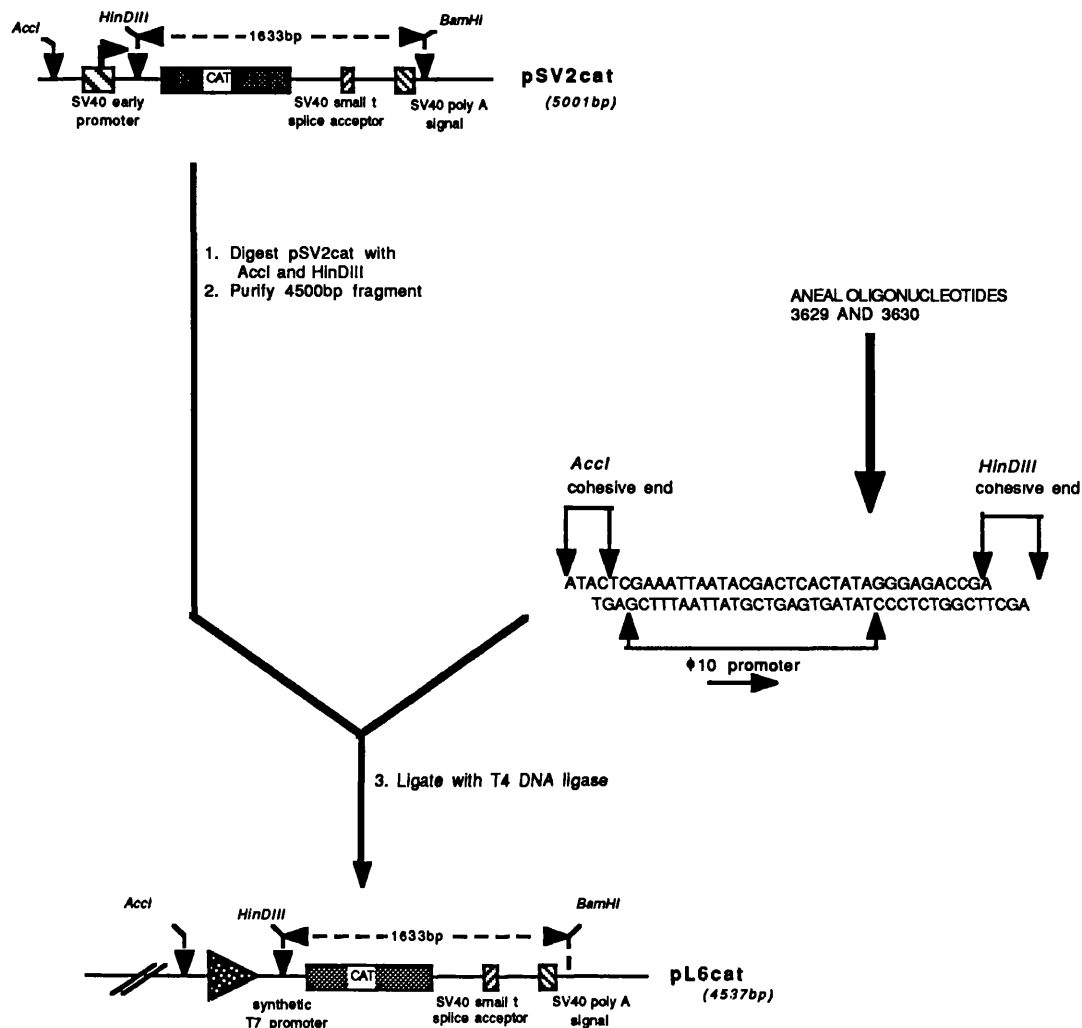 AccI
HinDIII
1633bp
BamHI
CAT
pSV2cat
(5001bp)
SV40 early
promoter
SV40 small t
splice acceptor
SV40 poly A
signal
1. Digest pSV2cat with
AccI and HinDIII
2. Purify 4500bp fragment
ANEAL OLIGONUCLEOTIDES
3629 AND 3630
AccI
cohesive end
HinDIII
cohesive end
ATACTCGAAATTAATACGACTCACTATAGGGAGACCGA
TGAGCTTTAATTATGCTGAGTGATATCCCTCTGGCTTCGA
ϕ10 promoter
3. Ligate with T4 DNA ligase
AccI
HinDIII
1633bp
BamHI
CAT
pL6cat
(4537bp)
synthetic
T7 promoter
SV40 small t
splice acceptor
SV40 poly A
signal